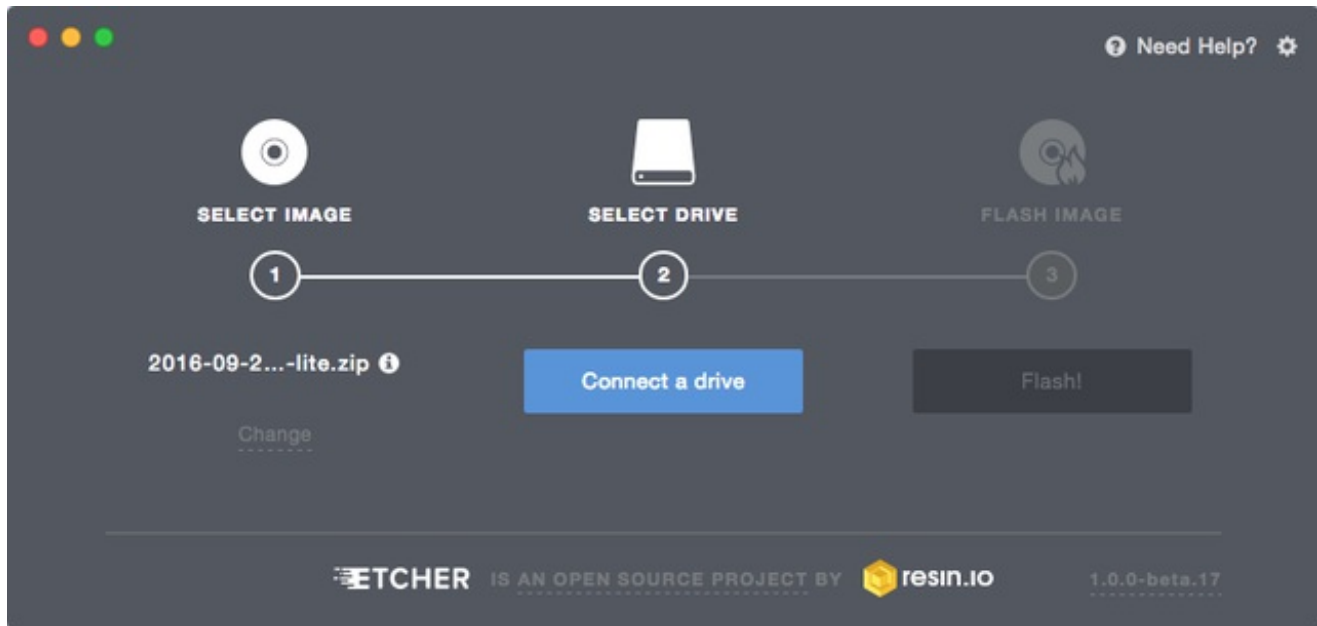 Need Help?
SELECT IMAGE
SELECT DRIVE
FLASH IMAGE
1
2
3
2016-09-2...-lite.zip
Connect a drive
Flash!
Change
ETCHER IS AN OPEN SOURCE PROJECT BY resin.io 1.0.0-beta.17